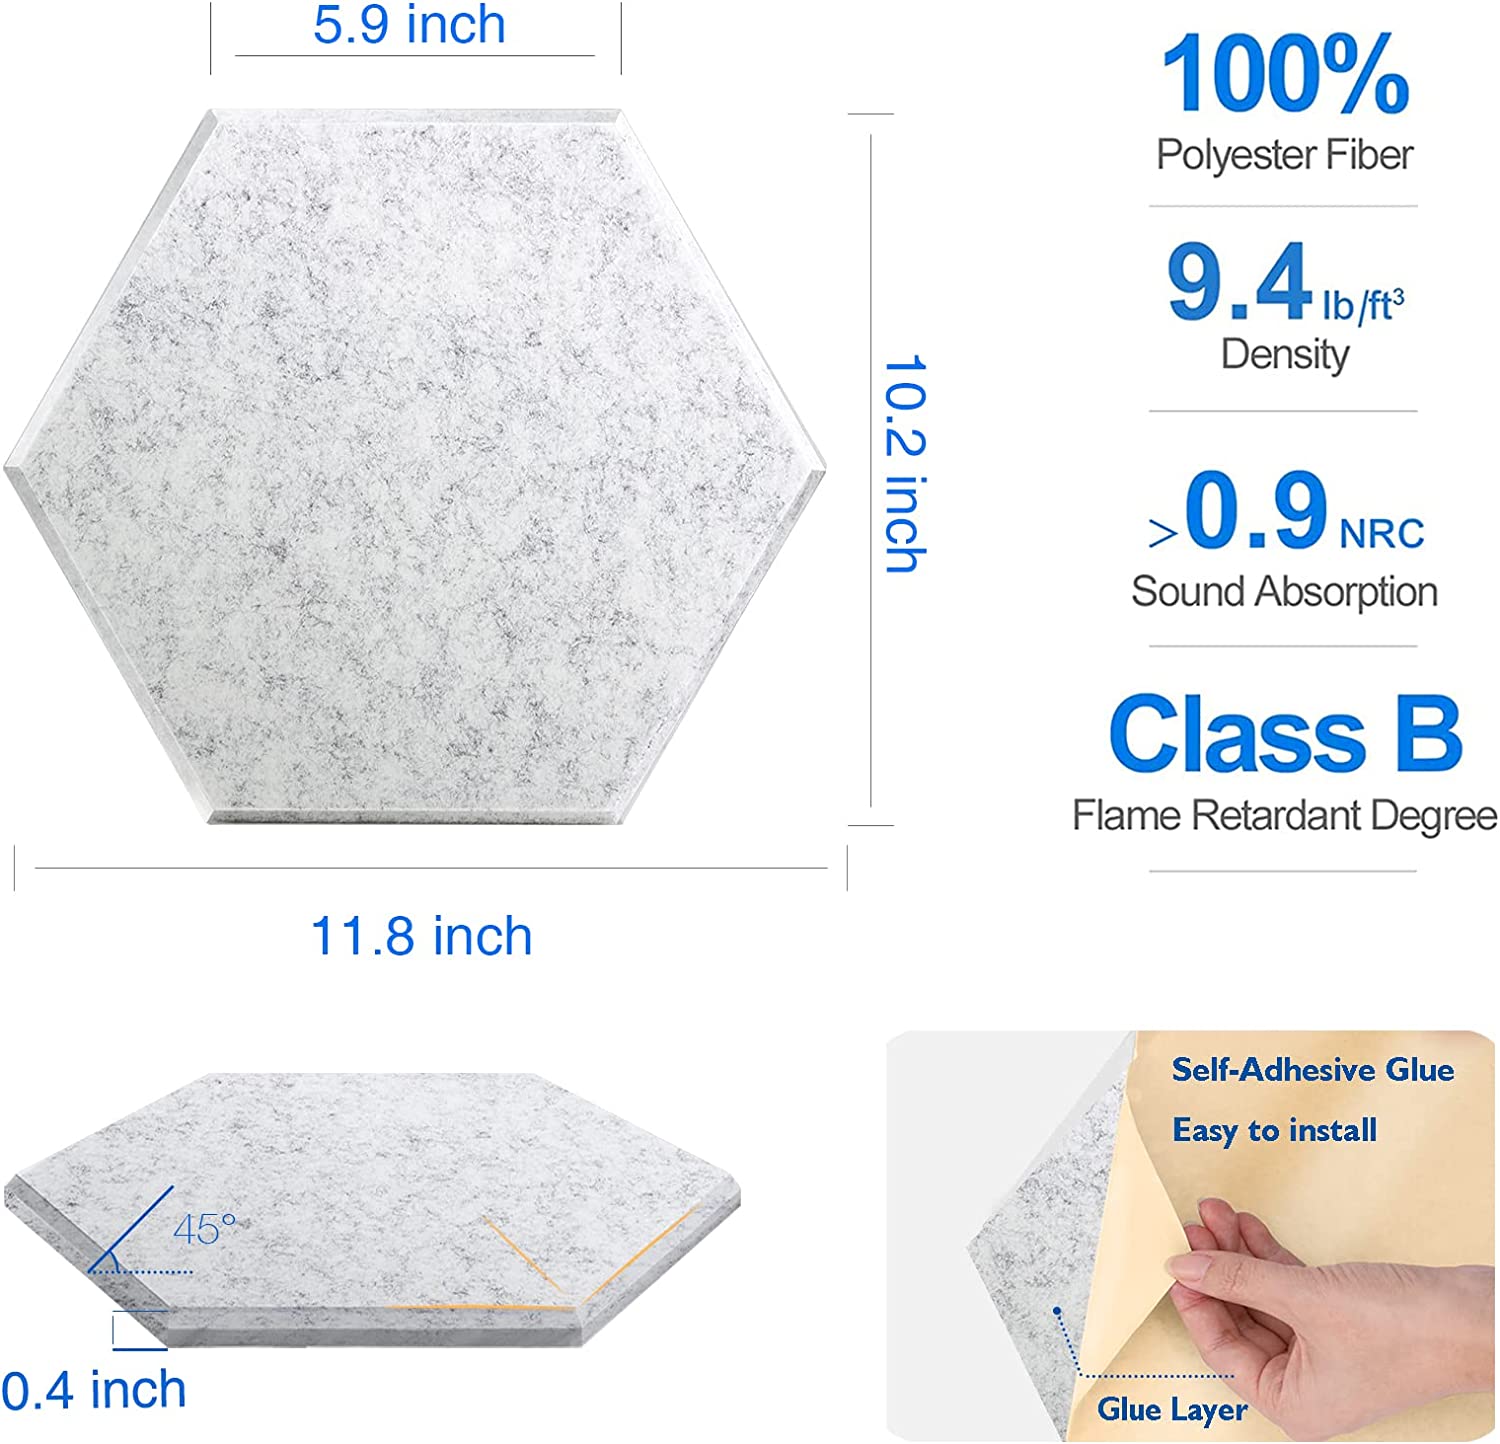 5.9 inch
10.2 inch
11.8 inch
100%
Polyester Fiber
9.4 lb/ft³
Density
>0.9 NRC
Sound Absorption
Class B
Flame Retardant Degree
45°
0.4 inch
Self-Adhesive Glue
Easy to install
Glue Layer